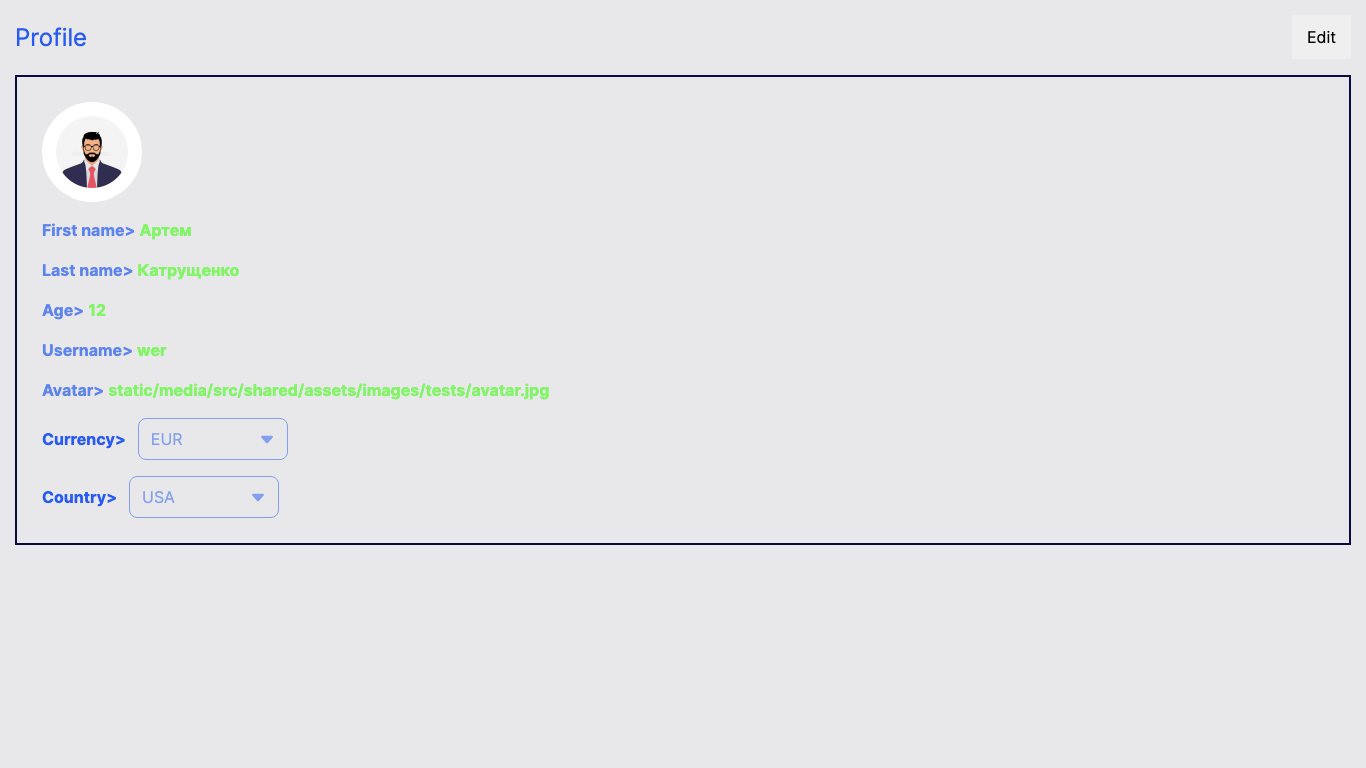 Profile
Edit
First name> Артем
Last name> Катрущенко
Age> 12
Username> wer
Avatar> static/media/src/shared/assets/images/tests/avatar.jpg
Currency> EUR
Country> USA